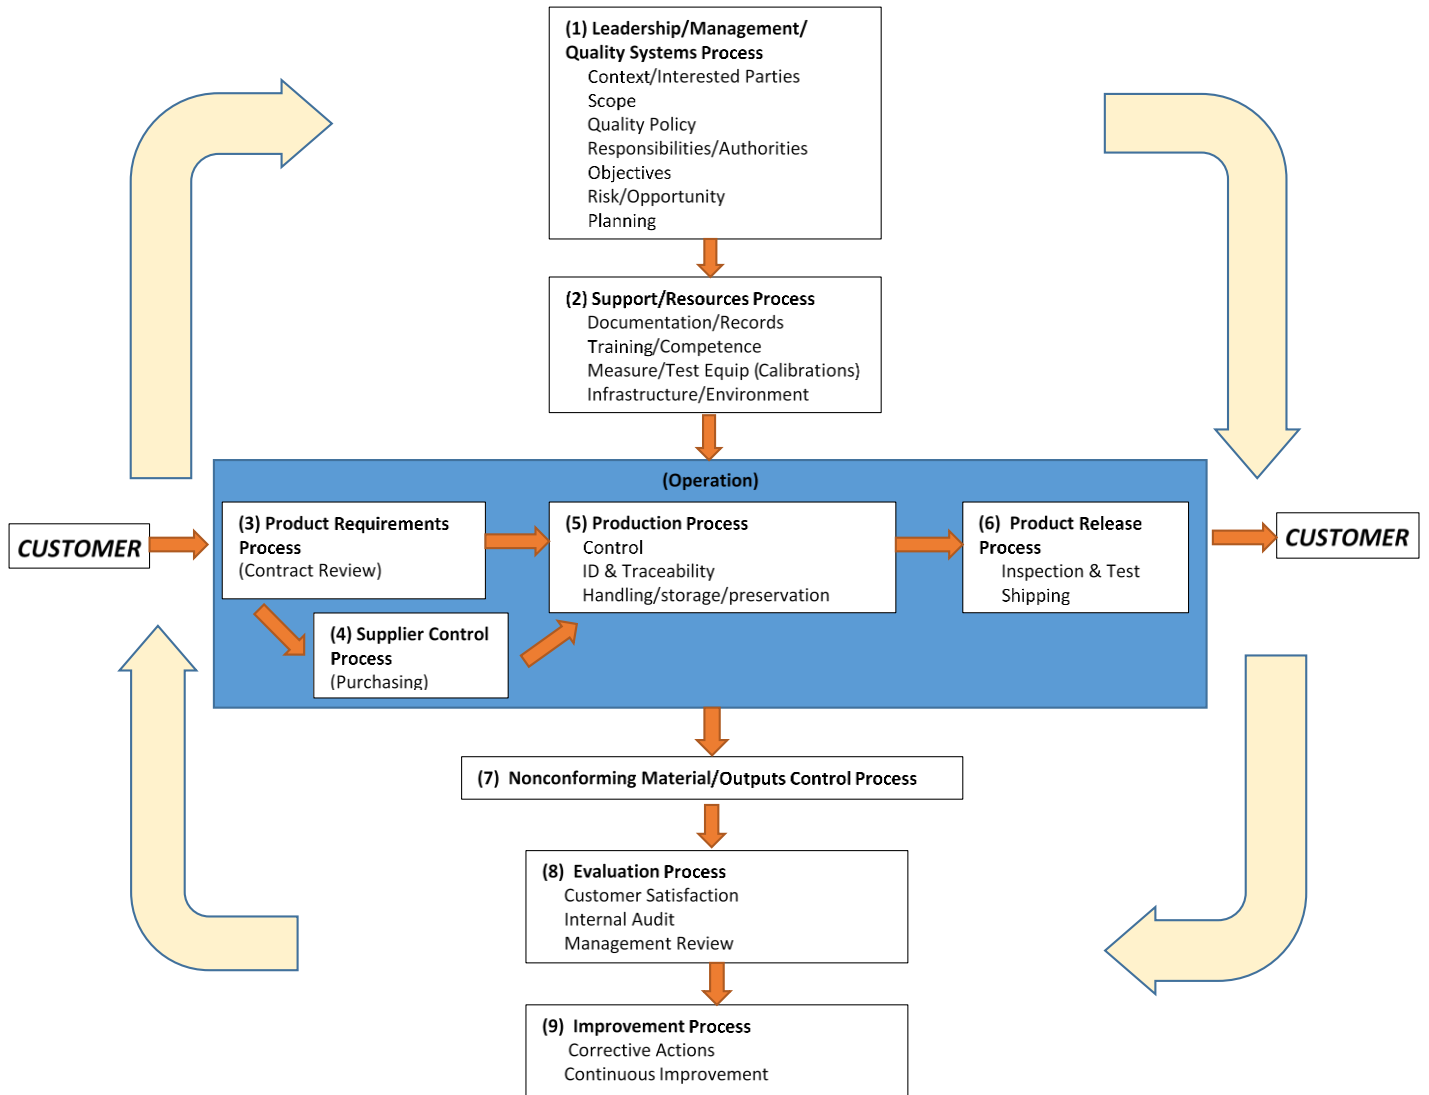 (1) Leadership/Management/
Quality Systems Process
Context/Interested Parties
Scope
Quality Policy
Responsibilities/Authorities
Objectives
Risk/Opportunity
Planning
(2) Support/Resources Process
Documentation/Records
Training/Competence
Measure/Test Equip (Calibrations)
Infrastructure/Environment
(Operation)
CUSTOMER
(3) Product Requirements
Process
(Contract Review)
(4) Supplier Control
Process
(Purchasing)
(5) Production Process
Control
ID & Traceability
Handling/storage/preservation
(6) Product Release
Process
Inspection & Test
Shipping
CUSTOMER
(7) Nonconforming Material/Outputs Control Process
(8) Evaluation Process
Customer Satisfaction
Internal Audit
Management Review
(9) Improvement Process
Corrective Actions
Continuous Improvement